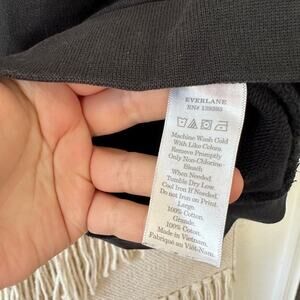 EVERLANE
RN# 139393
Machine Wash Cold
With Like Colors.
Remove Promptly
Only Non-Chlorine
Bleach
When Needed.
Tumble Dry Low.
Cool Iron If Needed.
Do not Iron on Print.
Large.
100% Cotton.
Grande.
100% Coton.
Made in Vietnam.
Fabriqué au Viêt-Nam.